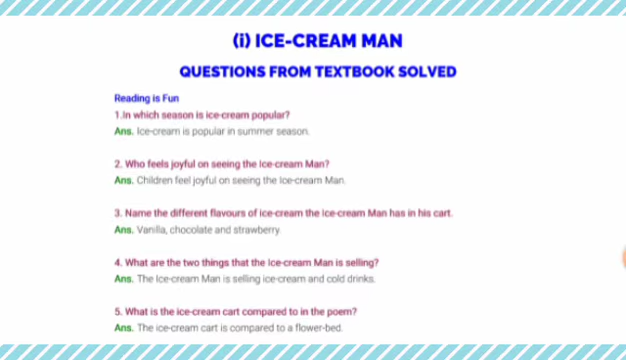 (i) ICE-CREAM MAN
QUESTIONS FROM TEXTBOOK SOLVED
Reading is Fun
1.In which season is ice-cream popular?
Ans. Ice-cream is popular in summer season.
2. Who feels joyful on seeing the Ice-cream Man?
Ans. Children feel joyful on seeing the Ice-cream Man.
3. Name the different flavours of ice-cream the Ice-cream Man has in his cart.
Ans. Vanilla, chocolate and strawberry.
4. What are the two things that the Ice-cream Man is selling?
Ans. The Ice-cream Man is selling ice-cream and cold drinks.
5. What is the ice-cream cart compared to in the poem?
Ans. The ice-cream cart is compared to a flower-bed.